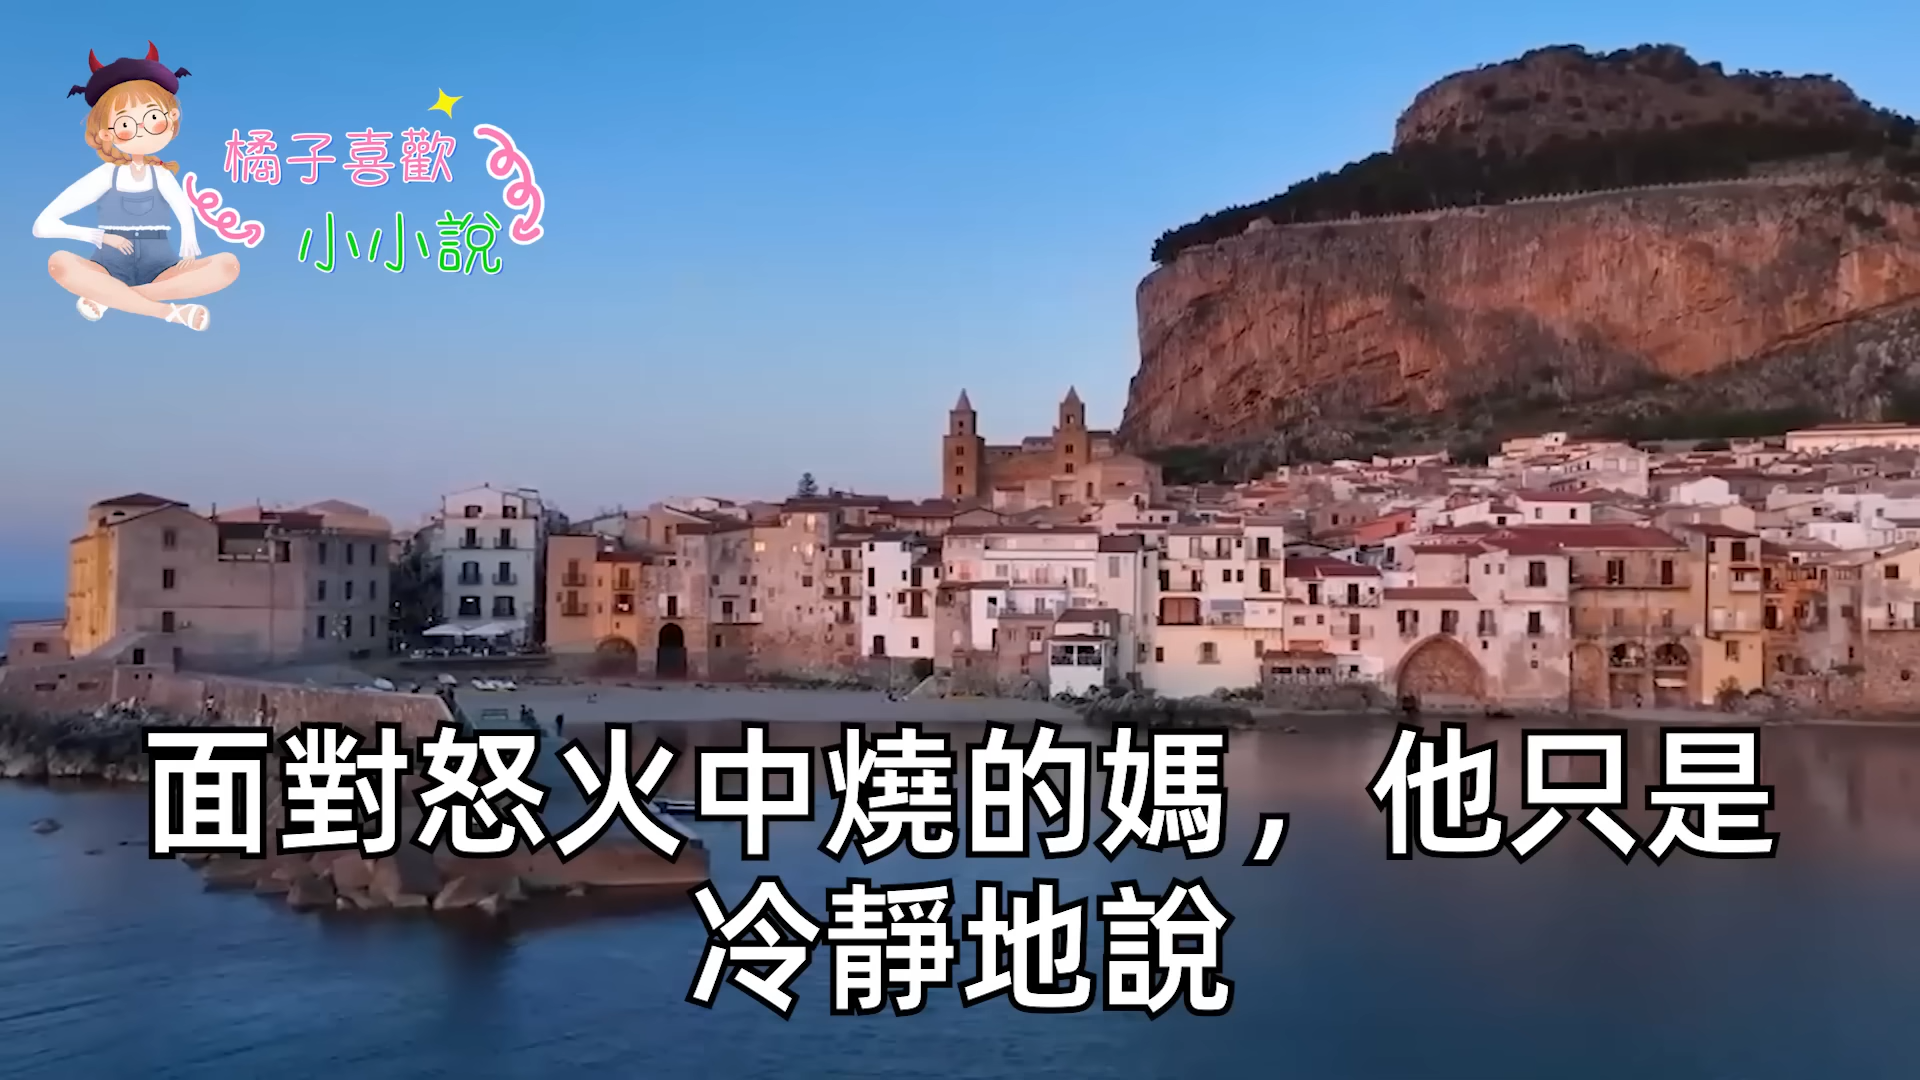 橘子喜歡
小小說
面對怒火中燒的媽，他只是
冷靜地說